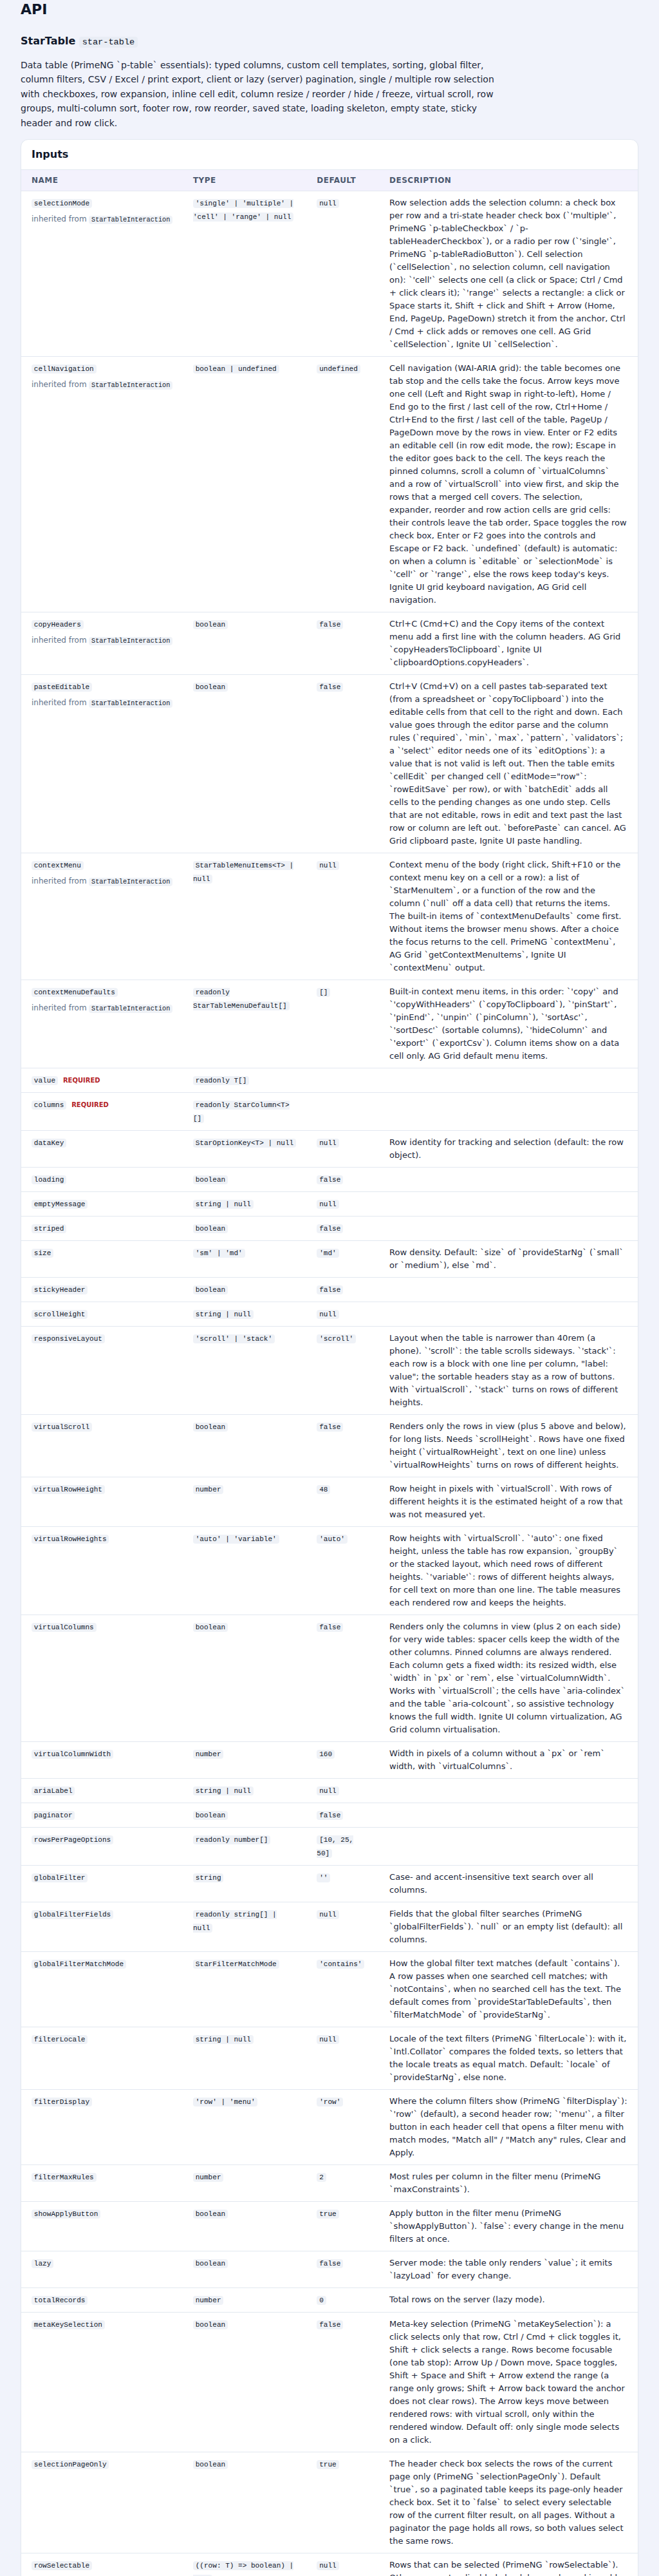 API
StarTable star-table
Data table (PrimeNG `p-table` essentials): typed columns, custom cell templates, sorting, global filter,
column filters, CSV / Excel / print export, client or lazy (server) pagination, single / multiple row selection
with checkboxes, row expansion, inline cell edit, column resize / reorder / hide / freeze, virtual scroll, row
groups, multi-column sort, footer row, row reorder, saved state, loading skeleton, empty state, sticky
header and row click.
Inputs
NAME TYPE DEFAULT DESCRIPTION
selectionMode 'single' | 'multiple' | null Row selection adds the selection column: a check box
inherited from StarTableInteraction 'cell' | 'range' | null per row and a tri-state header check box (`'multiple'`,
PrimeNG `p-tableCheckbox` / `p-
tableHeaderCheckbox`), or a radio per row (`'single'`,
PrimeNG `p-tableRadioButton`). Cell selection
(`cellSelection`, no selection column, cell navigation
on): `'cell'` selects one cell (a click or Space; Ctrl / Cmd
+ click clears it); `'range'` selects a rectangle: a click or
Space starts it, Shift + click and Shift + Arrow (Home,
End, PageUp, PageDown) stretch it from the anchor, Ctrl
/ Cmd + click adds or removes one cell. AG Grid
`cellSelection`, Ignite UI `cellSelection`.
cellNavigation boolean | undefined undefined Cell navigation (WAI-ARIA grid): the table becomes one
inherited from StarTableInteraction tab stop and the cells take the focus. Arrow keys move
one cell (Left and Right swap in right-to-left), Home /
End go to the first / last cell of the row, Ctrl+Home /
Ctrl+End to the first / last cell of the table, PageUp /
PageDown move by the rows in view. Enter or F2 edits
an editable cell (in row edit mode, the row); Escape in
the editor goes back to the cell. The keys reach the
pinned columns, scroll a column of `virtualColumns`
and a row of `virtualScroll` into view first, and skip the
rows that a merged cell covers. The selection,
expander, reorder and row action cells are grid cells:
their controls leave the tab order, Space toggles the row
check box, Enter or F2 goes into the controls and
Escape or F2 back. `undefined` (default) is automatic:
on when a column is `editable` or `selectionMode` is
`'cell'` or `'range'`, else the rows keep today's keys.
Ignite UI grid keyboard navigation, AG Grid cell
navigation.
copyHeaders boolean false Ctrl+C (Cmd+C) and the Copy items of the context
inherited from StarTableInteraction menu add a first line with the column headers. AG Grid
`copyHeadersToClipboard`, Ignite UI
`clipboardOptions.copyHeaders`.
pasteEditable boolean false Ctrl+V (Cmd+V) on a cell pastes tab-separated text
inherited from StarTableInteraction (from a spreadsheet or `copyToClipboard`) into the
editable cells from that cell to the right and down. Each
value goes through the editor parse and the column
rules (`required`, `min`, `max`, `pattern`, `validators`;
a `'select'` editor needs one of its `editOptions`): a
value that is not valid is left out. Then the table emits
`cellEdit` per changed cell (`editMode="row"`:
`rowEditSave` per row), or with `batchEdit` adds all
cells to the pending changes as one undo step. Cells
that are not editable, rows in edit and text past the last
row or column are left out. `beforePaste` can cancel. AG
Grid clipboard paste, Ignite UI paste handling.
contextMenu StarTableMenuItems<T> | null Context menu of the body (right click, Shift+F10 or the
inherited from StarTableInteraction null context menu key on a cell or a row): a list of
`StarMenuItem`, or a function of the row and the
column (`null` off a data cell) that returns the items.
The built-in items of `contextMenuDefaults` come first.
Without items the browser menu shows. After a choice
the focus returns to the cell. PrimeNG `contextMenu`,
AG Grid `getContextMenuItems`, Ignite UI
`contextMenu` output.
contextMenuDefaults readonly [] Built-in context menu items, in this order: `'copy'` and
inherited from StarTableInteraction StarTableMenuDefault[] `'copyWithHeaders'` (`copyToClipboard`), `'pinStart'`,
`'pinEnd'`, `'unpin'` (`pinColumn`), `'sortAsc'`,
`'sortDesc'` (sortable columns), `'hideColumn'` and
`'export'` (`exportCsv`). Column items show on a data
cell only. AG Grid default menu items.
value REQUIRED readonly T[]
columns REQUIRED readonly StarColumn<T>
[]
dataKey StarOptionKey<T> | null null Row identity for tracking and selection (default: the row
object).
loading boolean false
emptyMessage string | null null
striped boolean false
size 'sm' | 'md' 'md' Row density. Default: `size` of `provideStarNg` (`small`
or `medium`), else `md`.
stickyHeader boolean false
scrollHeight string | null null
responsiveLayout 'scroll' | 'stack' 'scroll' Layout when the table is narrower than 40rem (a
phone). `'scroll'`: the table scrolls sideways. `'stack'`:
each row is a block with one line per column, "label:
value"; the sortable headers stay as a row of buttons.
With `virtualScroll`, `'stack'` turns on rows of different
heights.
virtualScroll boolean false Renders only the rows in view (plus 5 above and below),
for long lists. Needs `scrollHeight`. Rows have one fixed
height (`virtualRowHeight`, text on one line) unless
`virtualRowHeights` turns on rows of different heights.
virtualRowHeight number 48 Row height in pixels with `virtualScroll`. With rows of
different heights it is the estimated height of a row that
was not measured yet.
virtualRowHeights 'auto' | 'variable' 'auto' Row heights with `virtualScroll`. `'auto'`: one fixed
height, unless the table has row expansion, `groupBy`
or the stacked layout, which need rows of different
heights. `'variable'`: rows of different heights always,
for cell text on more than one line. The table measures
each rendered row and keeps the heights.
virtualColumns boolean false Renders only the columns in view (plus 2 on each side)
for very wide tables: spacer cells keep the width of the
other columns. Pinned columns are always rendered.
Each column gets a fixed width: its resized width, else
`width` in `px` or `rem`, else `virtualColumnWidth`.
Works with `virtualScroll`; the cells have `aria-colindex`
and the table `aria-colcount`, so assistive technology
knows the full width. Ignite UI column virtualization, AG
Grid column virtualisation.
virtualColumnWidth number 160 Width in pixels of a column without a `px` or `rem`
width, with `virtualColumns`.
ariaLabel string | null null
paginator boolean false
rowsPerPageOptions readonly number[] [10, 25,
50]
globalFilter string '' Case- and accent-insensitive text search over all
columns.
globalFilterFields readonly string[] | null Fields that the global filter searches (PrimeNG
null `globalFilterFields`). `null` or an empty list (default): all
columns.
globalFilterMatchMode StarFilterMatchMode 'contains' How the global filter text matches (default `contains`).
A row passes when one searched cell matches; with
`notContains`, when no searched cell has the text. The
default comes from `provideStarTableDefaults`, then
`filterMatchMode` of `provideStarNg`.
filterLocale string | null null Locale of the text filters (PrimeNG `filterLocale`): with it,
`Intl.Collator` compares the folded texts, so letters that
the locale treats as equal match. Default: `locale` of
`provideStarNg`, else none.
filterDisplay 'row' | 'menu' 'row' Where the column filters show (PrimeNG `filterDisplay`):
`'row'` (default), a second header row; `'menu'`, a filter
button in each header cell that opens a filter menu with
match modes, "Match all" / "Match any" rules, Clear and
Apply.
filterMaxRules number 2 Most rules per column in the filter menu (PrimeNG
`maxConstraints`).
showApplyButton boolean true Apply button in the filter menu (PrimeNG
`showApplyButton`). `false`: every change in the menu
filters at once.
lazy boolean false Server mode: the table only renders `value`; it emits
`lazyLoad` for every change.
totalRecords number 0 Total rows on the server (lazy mode).
metaKeySelection boolean false Meta-key selection (PrimeNG `metaKeySelection`): a
click selects only that row, Ctrl / Cmd + click toggles it,
Shift + click selects a range. Rows become focusable
(one tab stop): Arrow Up / Down move, Space toggles,
Shift + Space and Shift + Arrow extend the range (a
range only grows; Shift + Arrow back toward the anchor
does not clear rows). The Arrow keys move between
rendered rows: with virtual scroll, only within the
rendered window. Default off: only single mode selects
on a click.
selectionPageOnly boolean true The header check box selects the rows of the current
page only (PrimeNG `selectionPageOnly`). Default
`true`, so a paginated table keeps its page-only header
check box. Set it to `false` to select every selectable
row of the current filter result, on all pages. Without a
paginator the page holds all rows, so both values select
the same rows.
rowSelectable ((row: T) => boolean) | null Rows that can be selected (PrimeNG `rowSelectable`).